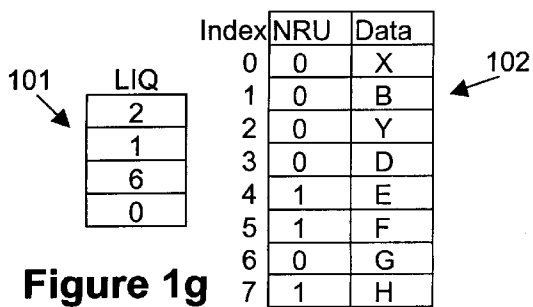 101
LIQ
2
1
6
0
Index NRU Data
0 0 X
1 0 B
2 0 Y
3 0 D
4 1 E
5 1 F
6 0 G
7 1 H
102
Figure 1g